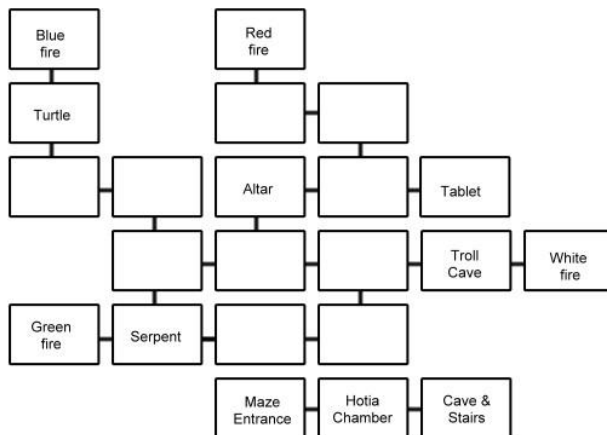 Blue
fire
Red
fire
Turtle
Altar
Tablet
Troll
Cave
White
fire
Green
fire
Serpent
Maze
Entrance
Hotia
Chamber
Cave &
Stairs